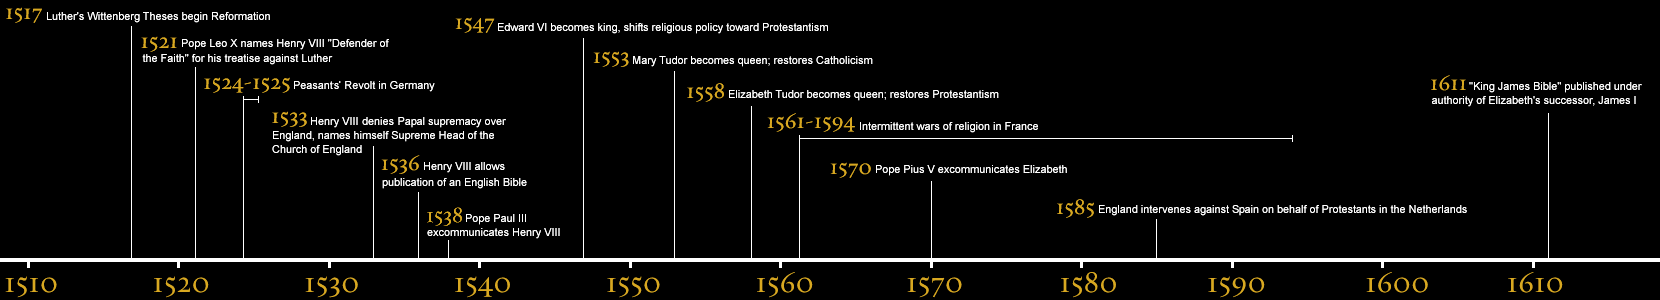 1517 Luther's Wittenberg Theses begin Reformation
1521 Pope Leo X names Henry VIII "Defender of
the Faith" for his treatise against Luther
1524-1525 Peasants' Revolt in Germany
1533 Henry VIII denies Papal supremacy over
England, names himself Supreme Head of the
Church of England
1536 Henry VIII allows
publication of an English Bible
1538 Pope Paul III
excommunicates Henry VIII
1547 Edward VI becomes king, shifts religious policy toward Protestantism
1553 Mary Tudor becomes queen; restores Catholicism
1558 Elizabeth Tudor becomes queen; restores Protestantism
1561-1594 Intermittent wars of religion in France
1570 Pope Pius V excommunicates Elizabeth
1585 England intervenes against Spain on behalf of Protestants in the Netherlands
1611 "King James Bible" published under
authority of Elizabeth's successor, James I
1510 1520 1530 1540 1550 1560 1570 1580 1590 1600 1610